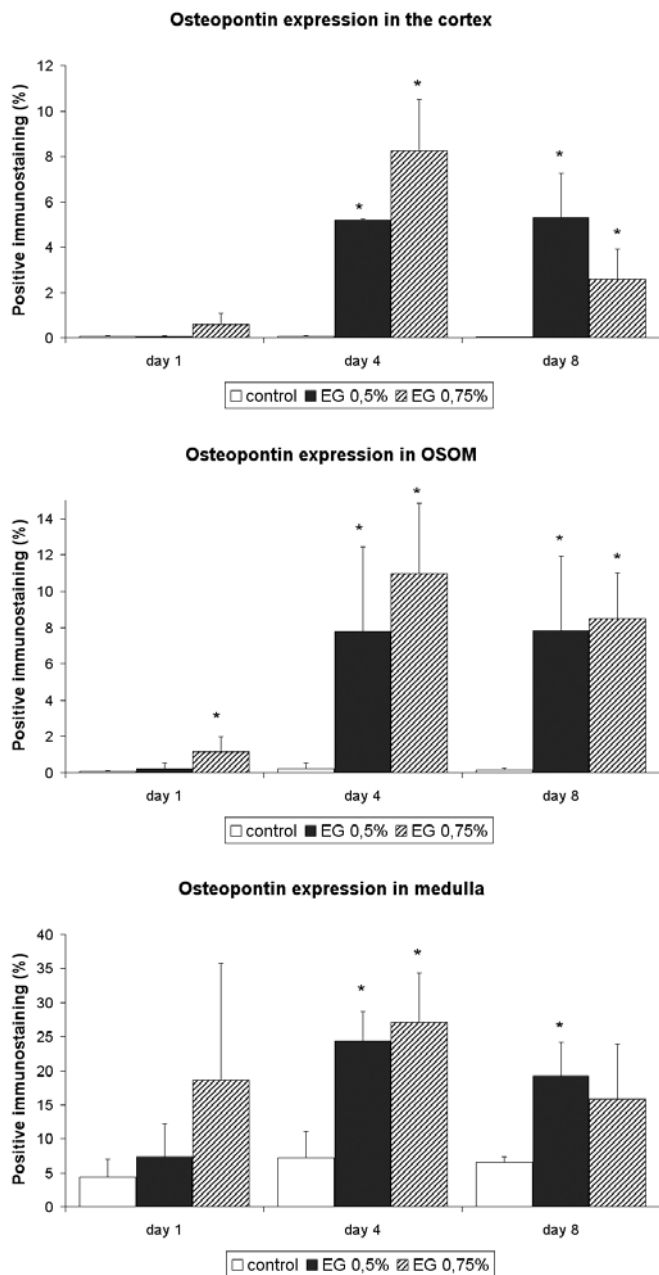 Osteopontin expression in the cortex
Positive immunostaining (%)
12
10
8
6
4
2
0
* * * *
day 1 day 4 day 8
control EG 0,5% EG 0,75%
Osteopontin expression in OSOM
Positive immunostaining (%)
14
12
10
8
6
4
2
0
* * * * *
day 1 day 4 day 8
control EG 0,5% EG 0,75%
Osteopontin expression in medulla
Positive immunostaining (%)
40
35
30
25
20
15
10
5
0
* * *
day 1 day 4 day 8
control EG 0,5% EG 0,75%